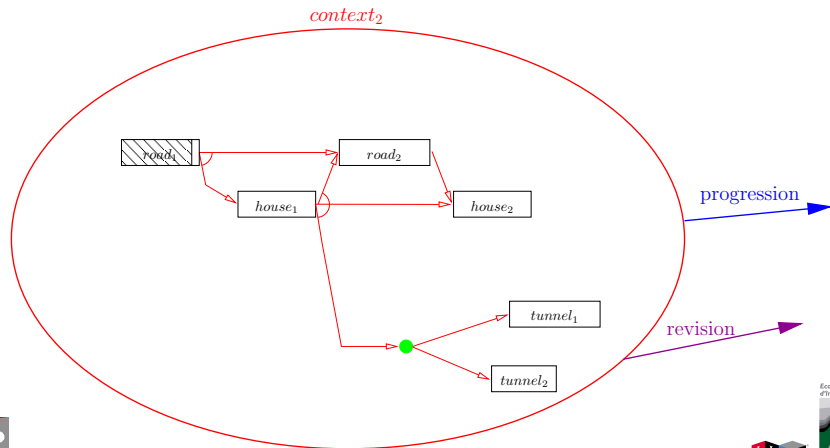 context₂
road₁
road₂
house₁
house₂
progression
tunnel₁
revision
tunnel₂